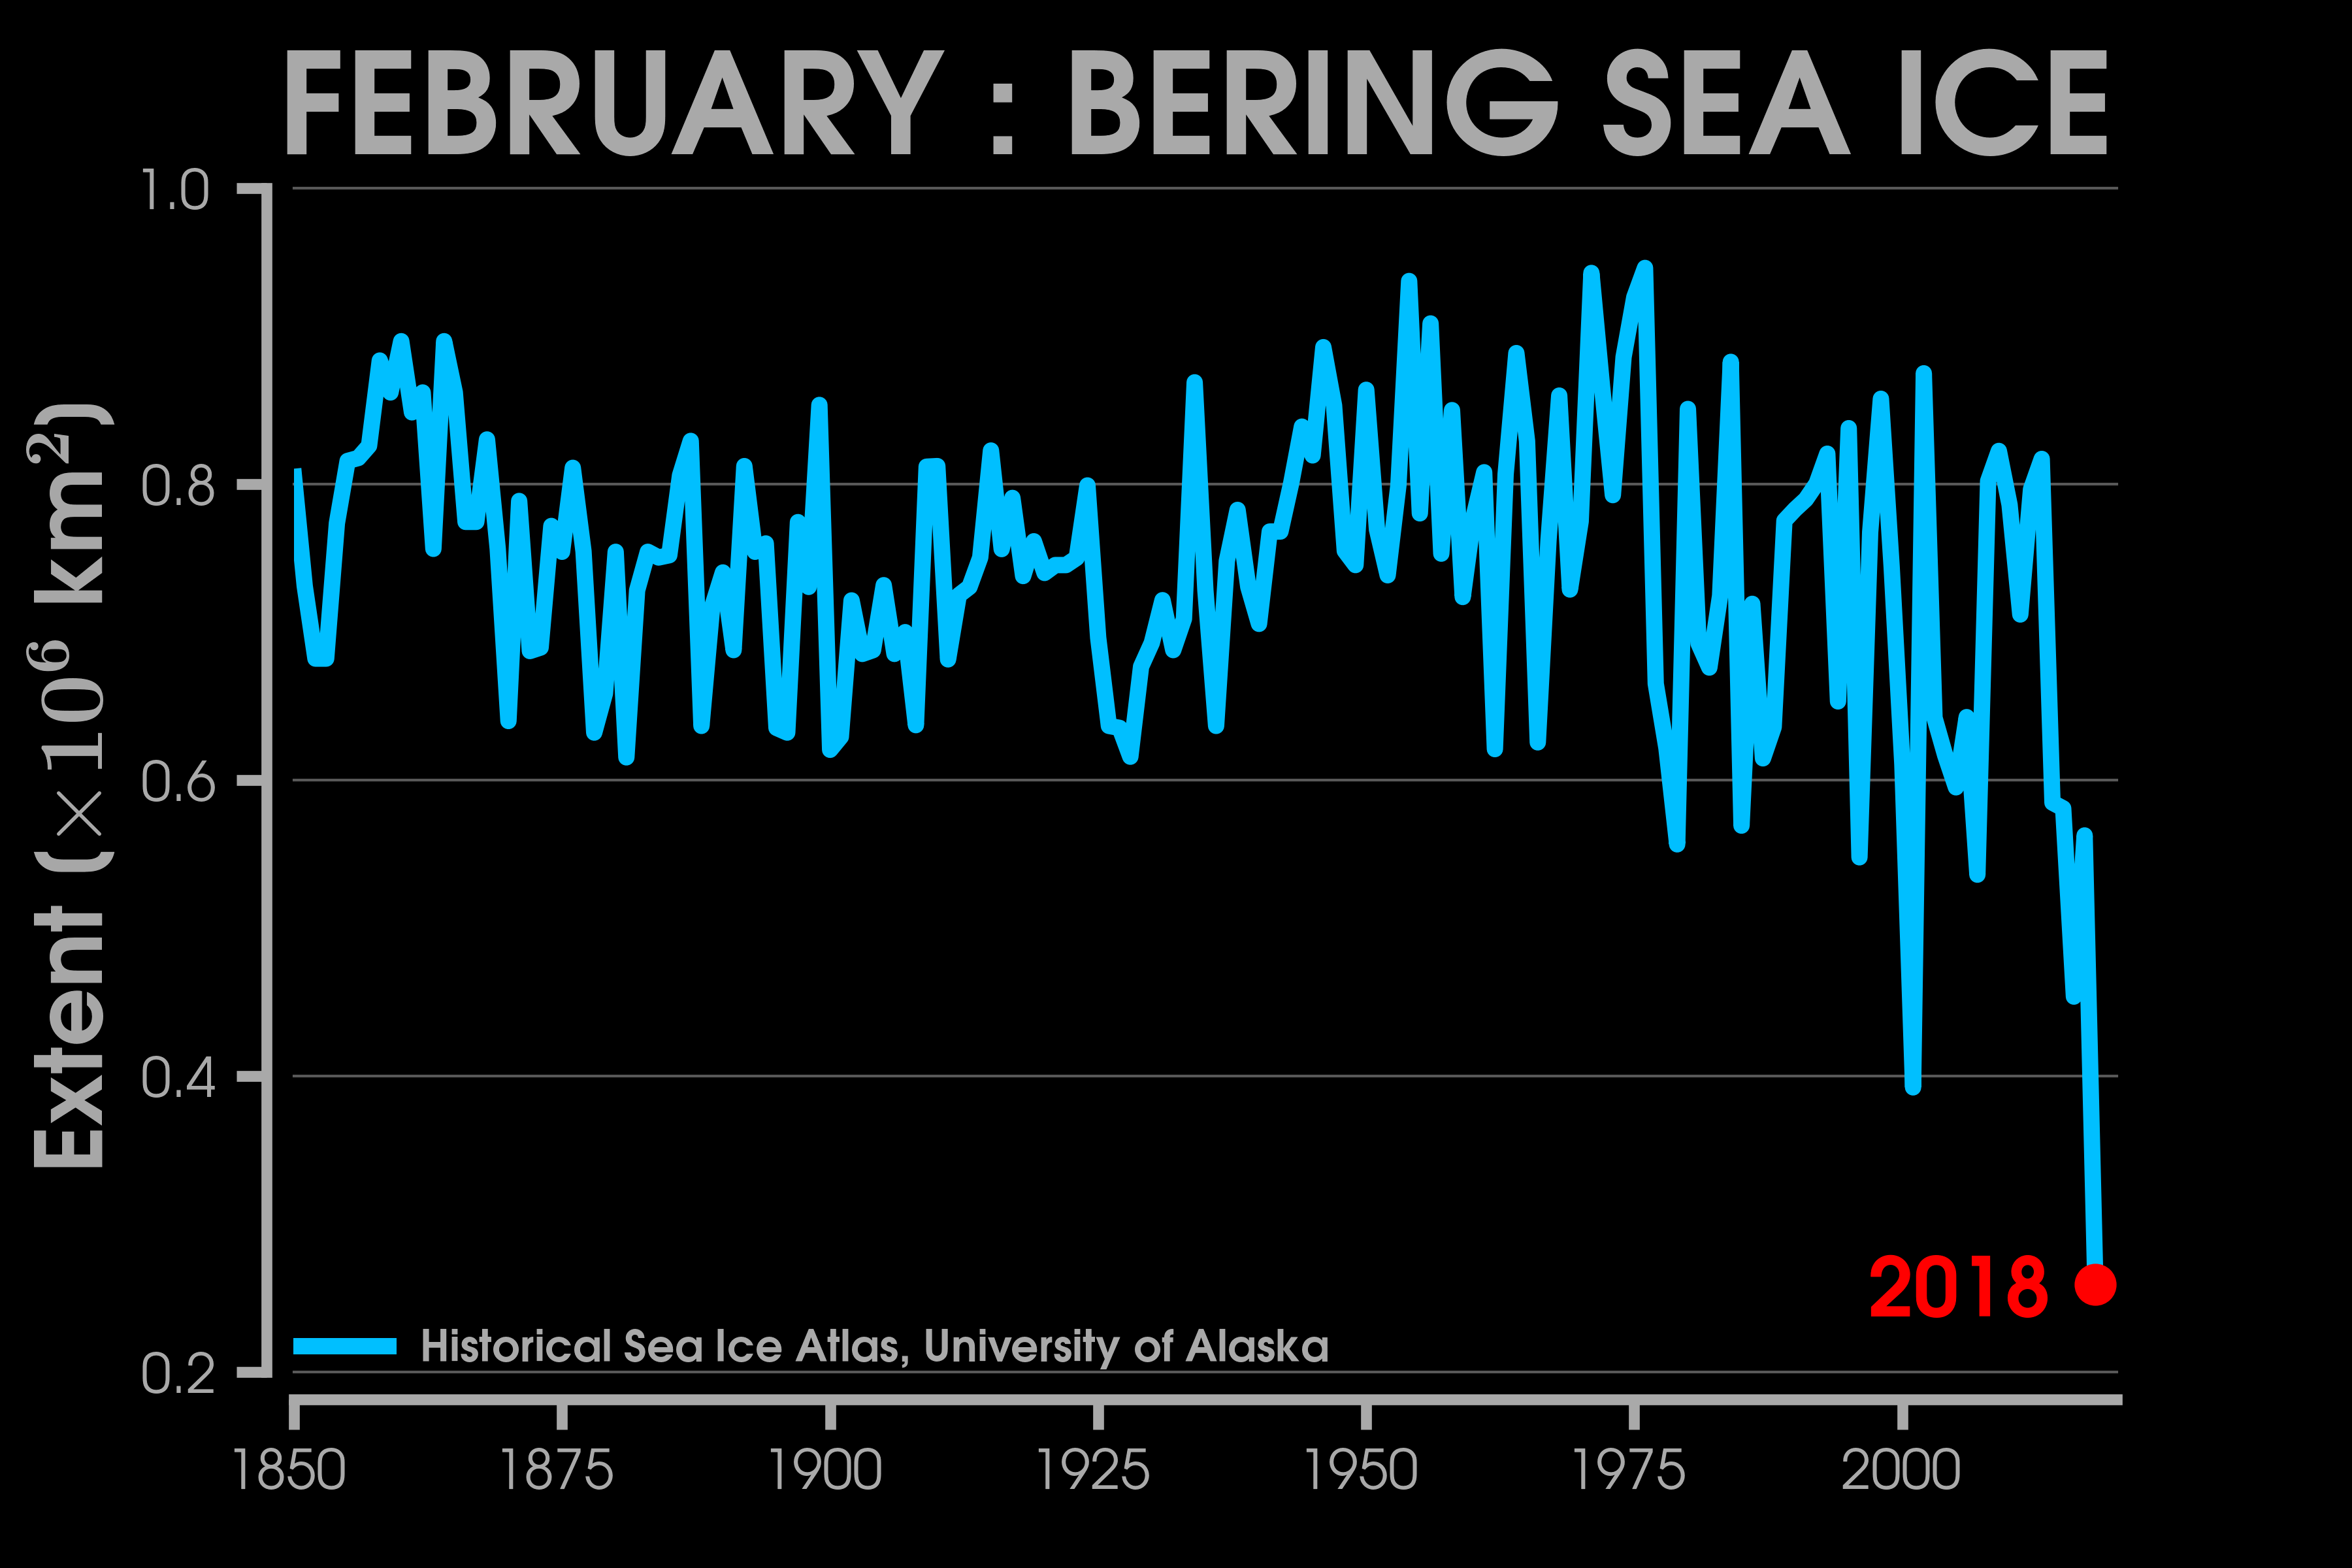 FEBRUARY : BERING SEA ICE
Extent (×10⁶ km²)
1.0
0.8
0.6
0.4
0.2
2018
Historical Sea Ice Atlas, University of Alaska
1850 1875 1900 1925 1950 1975 2000